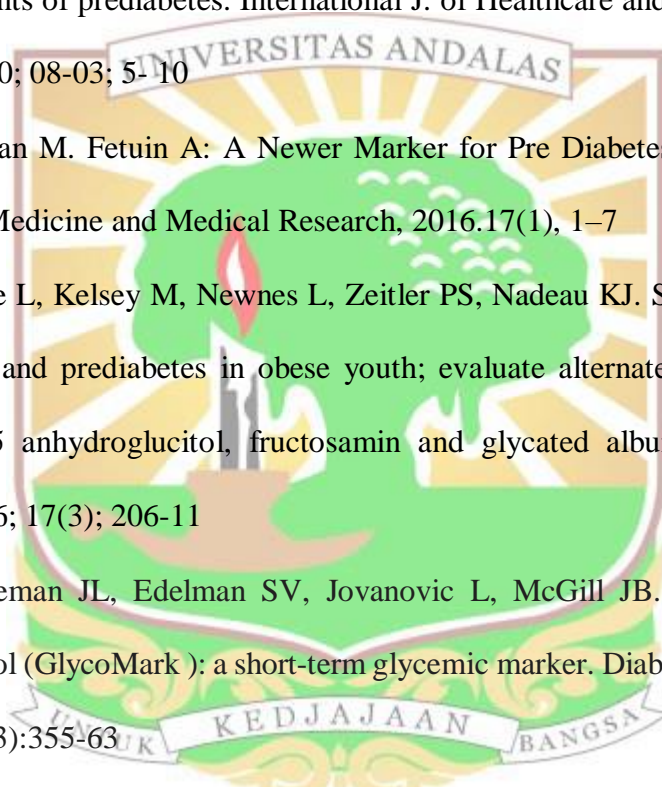 nts of prediabetes. International J. of Healthcare and
0; 08-03; 5- 10
UNIVERSITAS ANDALAS
an M. Fetuin A: A Newer Marker for Pre Diabetes
Medicine and Medical Research, 2016.17(1), 1–7
e L, Kelsey M, Newnes L, Zeitler PS, Nadeau KJ. S
and prediabetes in obese youth; evaluate alternate
5 anhydroglucitol, fructosamin and glycated albu
6; 17(3); 206-11
eman JL, Edelman SV, Jovanovic L, McGill JB.
ol (GlycoMark ): a short-term glycemic marker. Diab
3):355-63
UNTUK KEDJAJAAN BANGSA